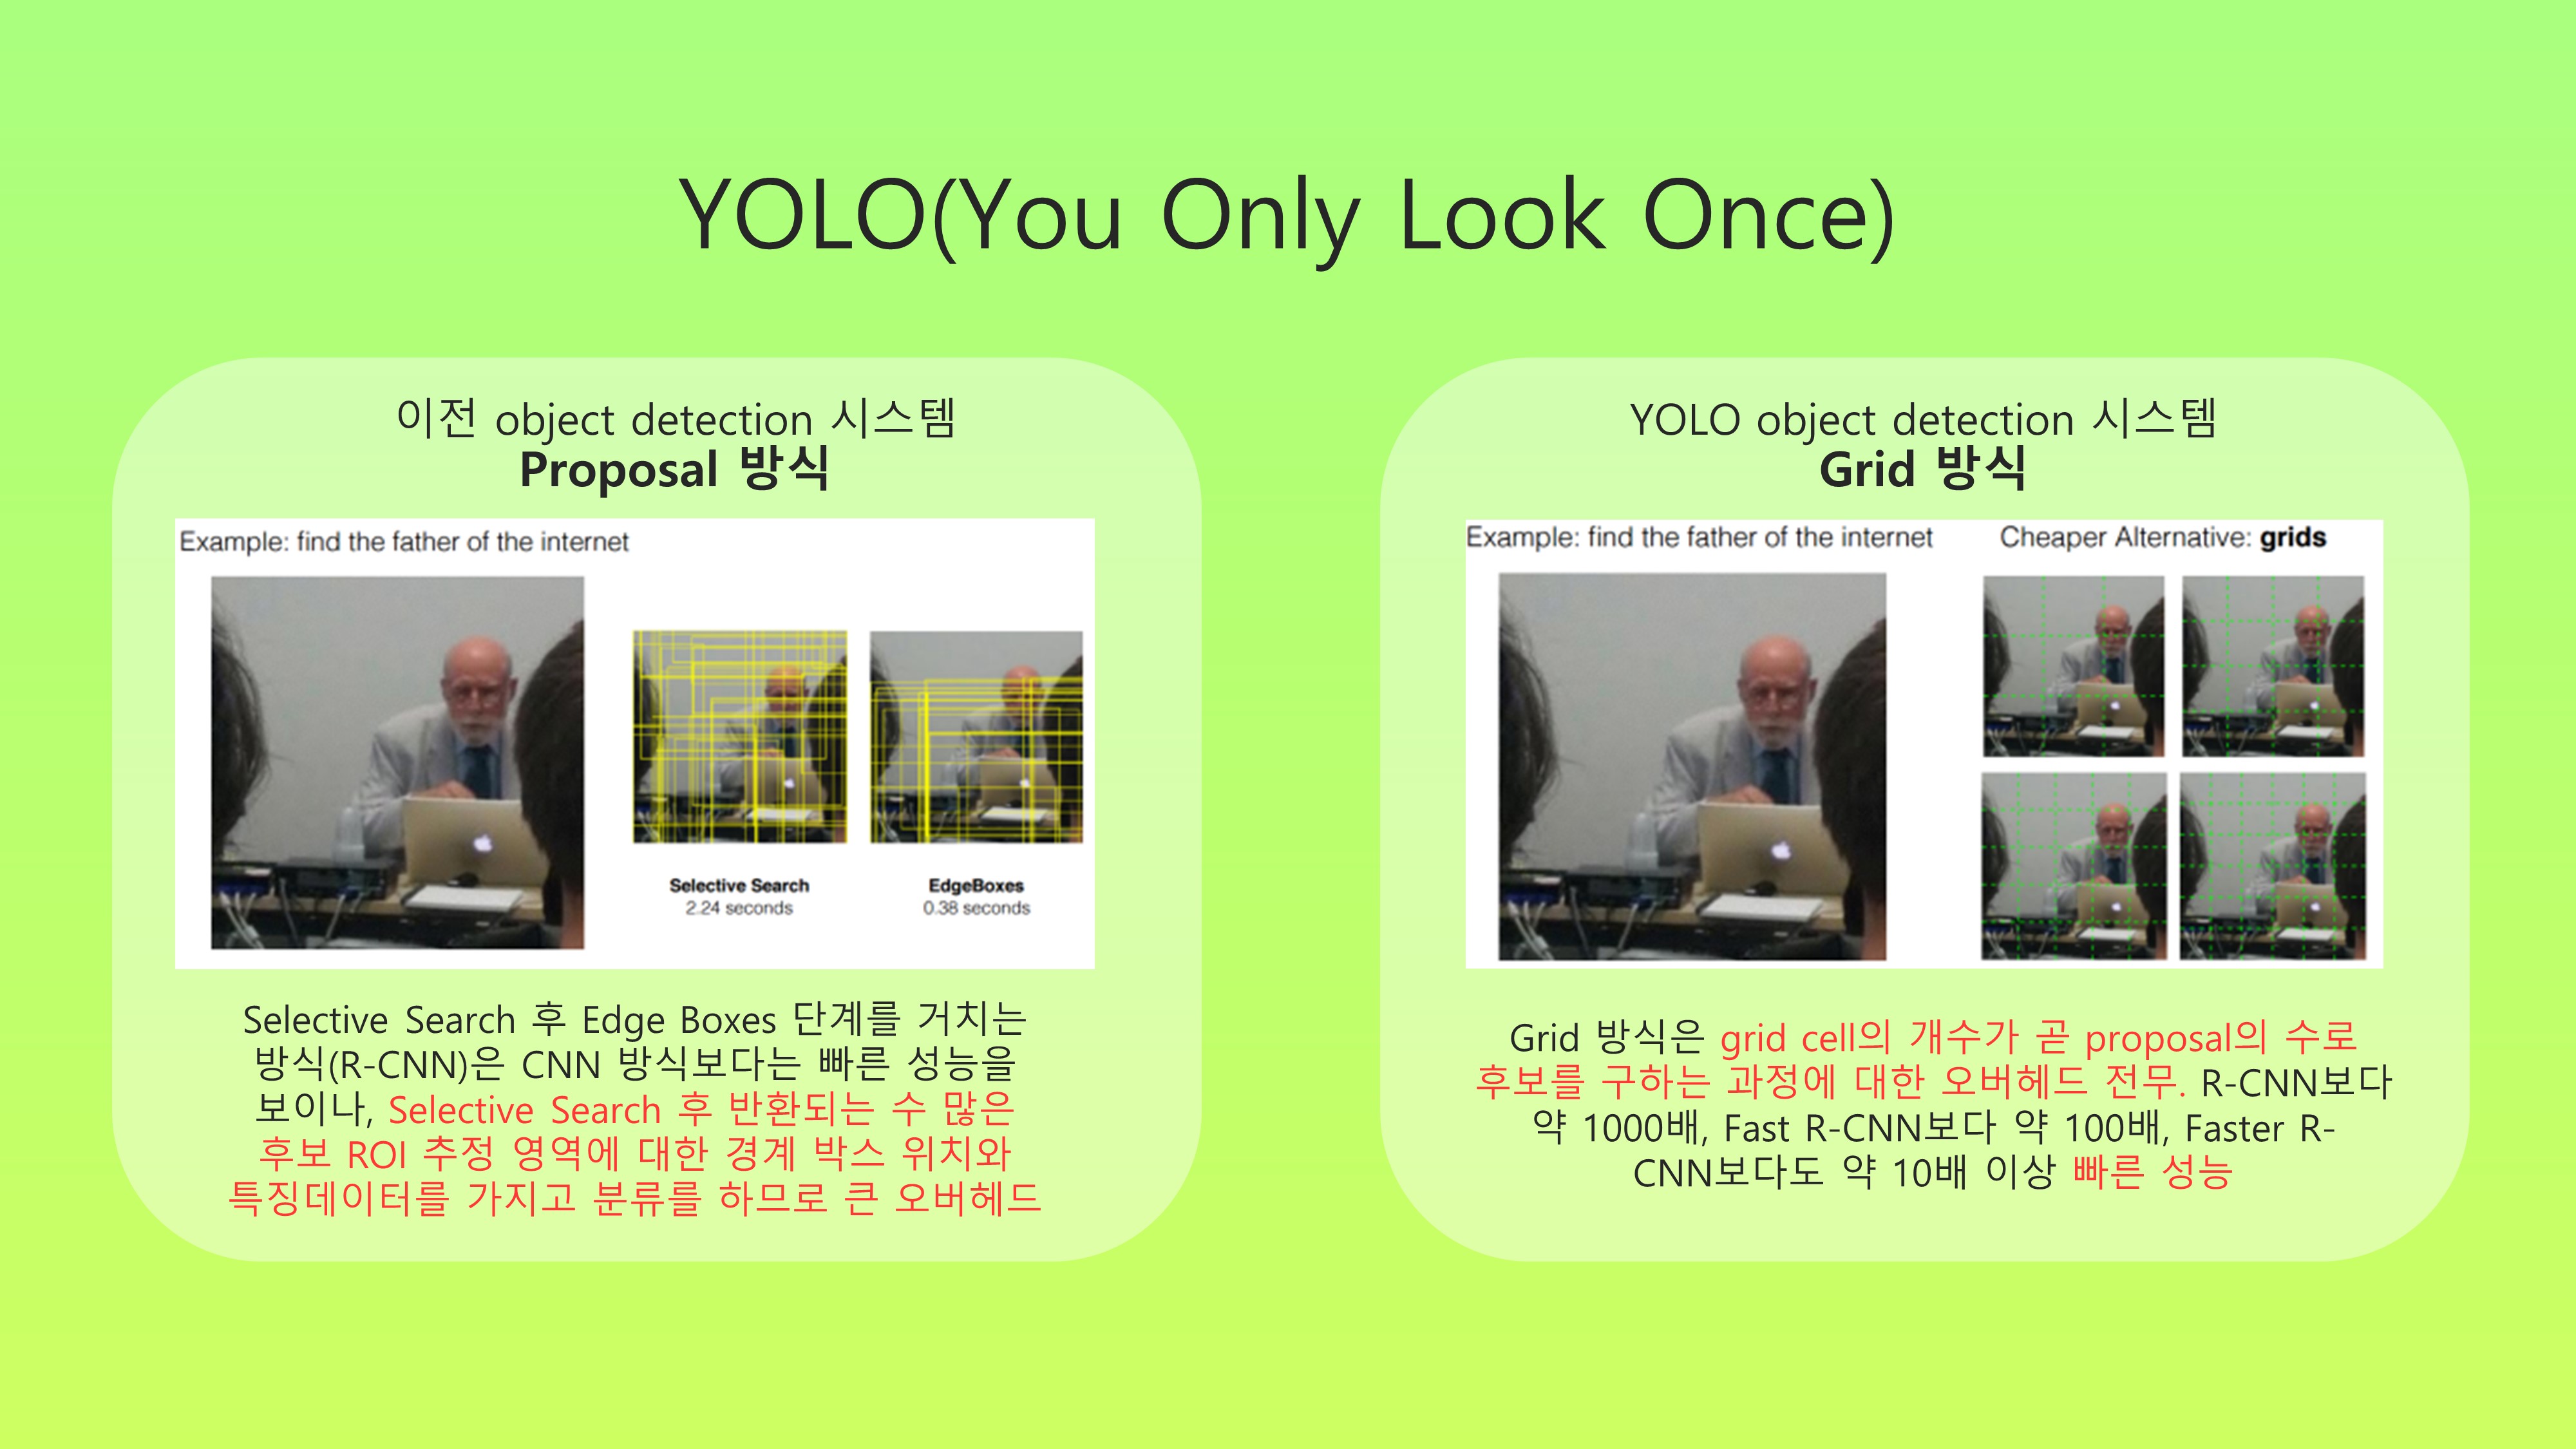 YOLO(You Only Look Once)
이전 object detection 시스템
Proposal 방식
Example: find the father of the internet
Selective Search
2.24 seconds
EdgeBoxes
0.38 seconds
Selective Search 후 Edge Boxes 단계를 거치는
방식(R-CNN)은 CNN 방식보다는 빠른 성능을
보이나, Selective Search 후 반환되는 수 많은
후보 ROI 추정 영역에 대한 경계 박스 위치와
특징데이터를 가지고 분류를 하므로 큰 오버헤드
YOLO object detection 시스템
Grid 방식
Example: find the father of the internet
Cheaper Alternative: grids
Grid 방식은 grid cell의 개수가 곧 proposal의 수로
후보를 구하는 과정에 대한 오버헤드 전무. R-CNN보다
약 1000배, Fast R-CNN보다 약 100배, Faster R-
CNN보다도 약 10배 이상 빠른 성능